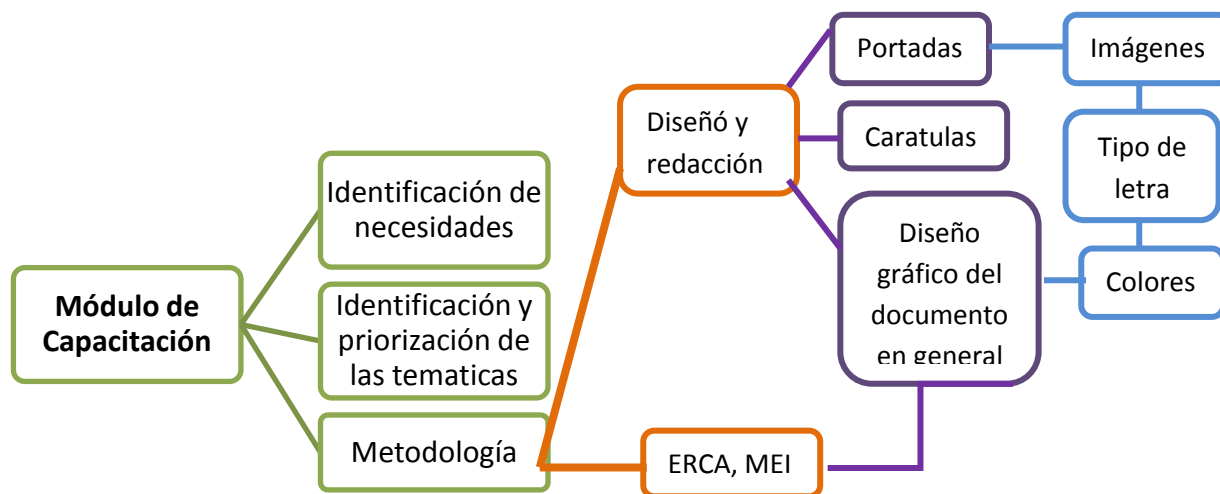 Módulo de
Capacitación
Identificación de
necesidades
Identificación y
priorización de
las tematicas
Metodología
Diseñó y
redacción
ERCA, MEI
Portadas
Caratulas
Diseño
gráfico del
documento
en general
Imágenes
Tipo de
letra
Colores